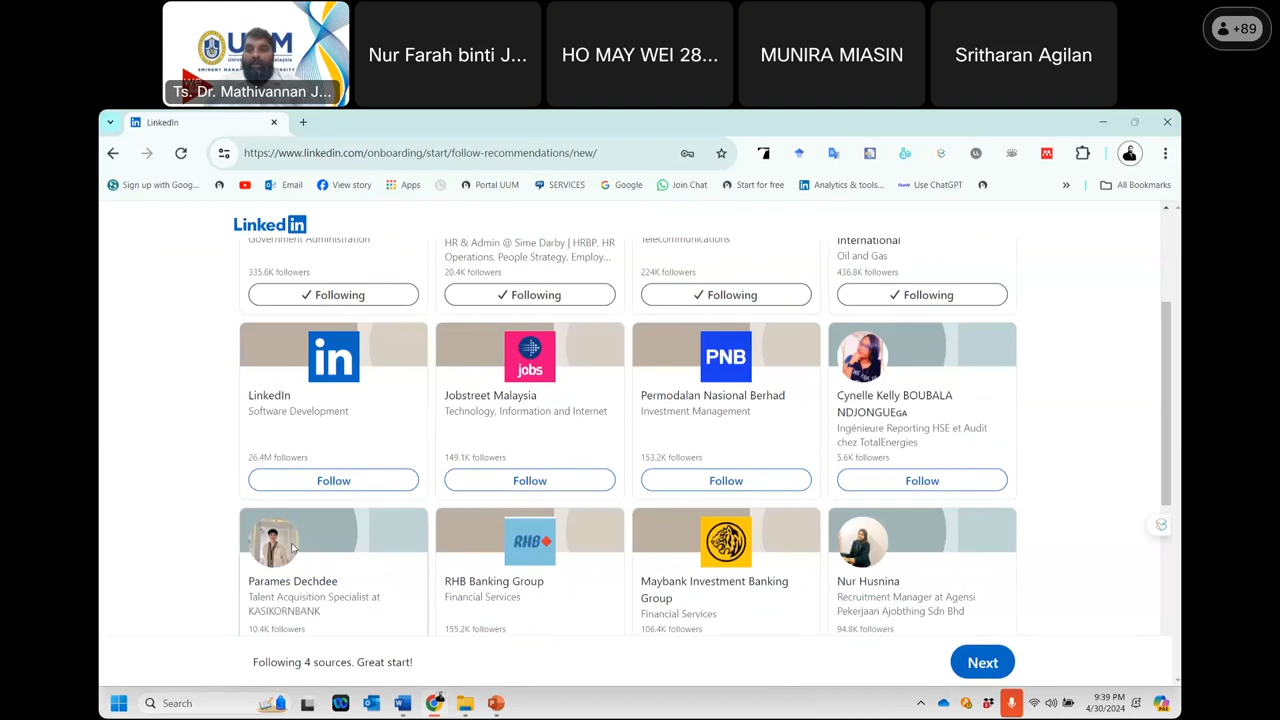 UUM
EMINENT MANAGEMENT UNIVERSITY
Ts. Dr. Mathivannan J...
Nur Farah binti J...
HO MAY WEI 28...
MUNIRA MIASIN
Sritharan Agilan
+89
LinkedIn
https://www.linkedin.com/onboarding/start/follow-recommendations/new/
Sign up with Goog...
Email
View story
Apps
Portal UUM
SERVICES
Google
Join Chat
Start for free
Analytics & tools...
Use ChatGPT
»
All Bookmarks
Linked in
Government Administration
335.6K followers
✓ Following
HR & Admin @ Sime Darby | HRBP, HR
Operations, People Strategy, Employ...
20.4K followers
✓ Following
Telecommunications
224K followers
✓ Following
International
Oil and Gas
436.8K followers
✓ Following
in
LinkedIn
Software Development
26.4M followers
Follow
jobs
Jobstreet Malaysia
Technology, Information and Internet
149.1K followers
Follow
PNB
Permodalan Nasional Berhad
Investment Management
153.2K followers
Follow
Cynelle Kelly BOUBALA
NDJONGUEGA
Ingénieure Reporting HSE et Audit
chez TotalEnergies
5.6K followers
Follow
Parames Dechdee
Talent Acquisition Specialist at
KASIKORNBANK
10.4K followers
RHB
RHB Banking Group
Financial Services
155.2K followers
Maybank Investment Banking
Group
Financial Services
106.4K followers
Nur Husnina
Recruitment Manager at Agensi
Pekerjaan Ajobthing Sdn Bhd
94.8K followers
Following 4 sources. Great start!
Next
Search
9:39 PM
4/30/2024